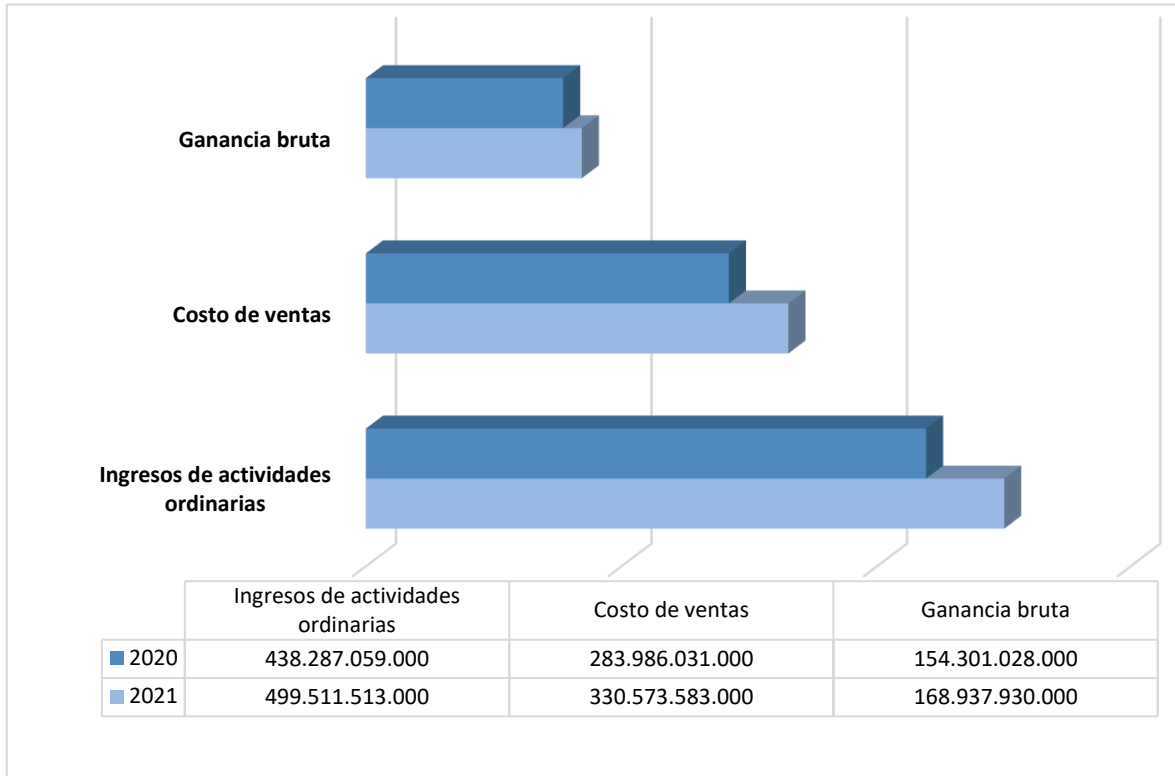 Ganancia bruta
Costo de ventas
Ingresos de actividades
ordinarias
Ingresos de actividades
ordinarias
Costo de ventas
Ganancia bruta
2020 438.287.059.000 283.986.031.000 154.301.028.000
2021 499.511.513.000 330.573.583.000 168.937.930.000